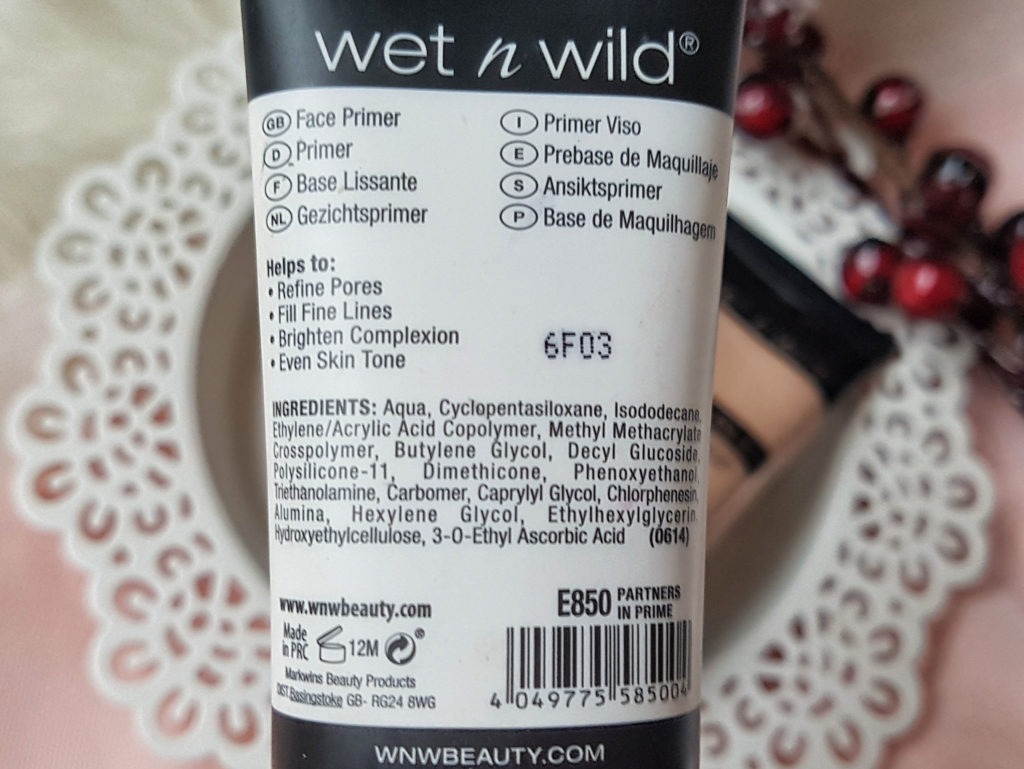 wet n wild®
GB Face Primer
D Primer
F Base Lissante
NL Gezichtsprimer
I Primer Viso
E Prebase de Maquillaje
S Ansiktsprimer
P Base de Maquilhagem
Helps to:
• Refine Pores
• Fill Fine Lines
• Brighten Complexion
• Even Skin Tone
6F03
INGREDIENTS: Aqua, Cyclopentasiloxane, Isododecane,
Ethylene/Acrylic Acid Copolymer, Methyl Methacrylate
Crosspolymer, Butylene Glycol, Decyl Glucoside,
Polysilicone-11, Dimethicone, Phenoxyethanol,
Triethanolamine, Carbomer, Caprylyl Glycol, Chlorphenesin,
Alumina, Hexylene Glycol, Ethylhexylglycerin,
Hydroxyethylcellulose, 3-O-Ethyl Ascorbic Acid (0614)
www.wnwbeauty.com
E850 PARTNERS
IN PRIME
Made
in PRC
12M
®
Markwins Beauty Products
DIST. Basingstoke GB- RG24 8WG
4 049775 585004
WNWBEAUTY.COM